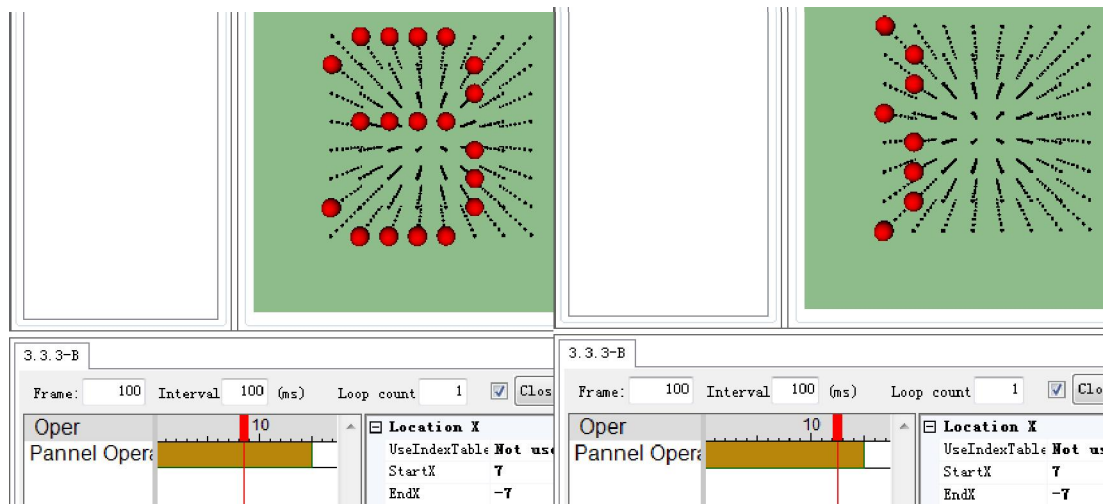 3.3.3-B
Frame: 100 Interval 100 (ms) Loop count 1 Clos
Oper 10
Pannel Opera
Location X
UseIndexTable Not use
StartX 7
EndX -7
3.3.3-B
Frame: 100 Interval 100 (ms) Loop count 1 Clo
Oper 10
Pannel Opera
Location X
UseIndexTable Not us
StartX 7
EndX -7